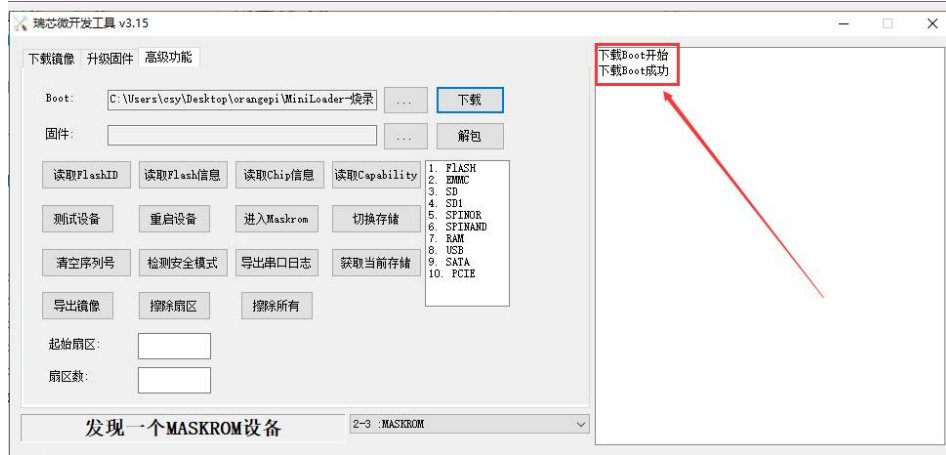 瑞芯微开发工具 v3.15
下载镜像 升级固件 高级功能
Boot: C:\Users\csy\Desktop\orangepi\MiniLoader-烧录 ... 下载
固件: ... 解包
读取FlashID 读取Flash信息 读取Chip信息 读取Capability
测试设备 重启设备 进入Maskrom 切换存储
清空序列号 检测安全模式 导出串口日志 获取当前存储
导出镜像 擦除扇区 擦除所有
1. FlASH
2. EMMC
3. SD
4. SD1
5. SPINOR
6. SPINAND
7. RAM
8. USB
9. SATA
10. PCIE
起始扇区:
扇区数:
发现一个MASKROM设备 2-3 :MASKROM
下载Boot开始
下载Boot成功